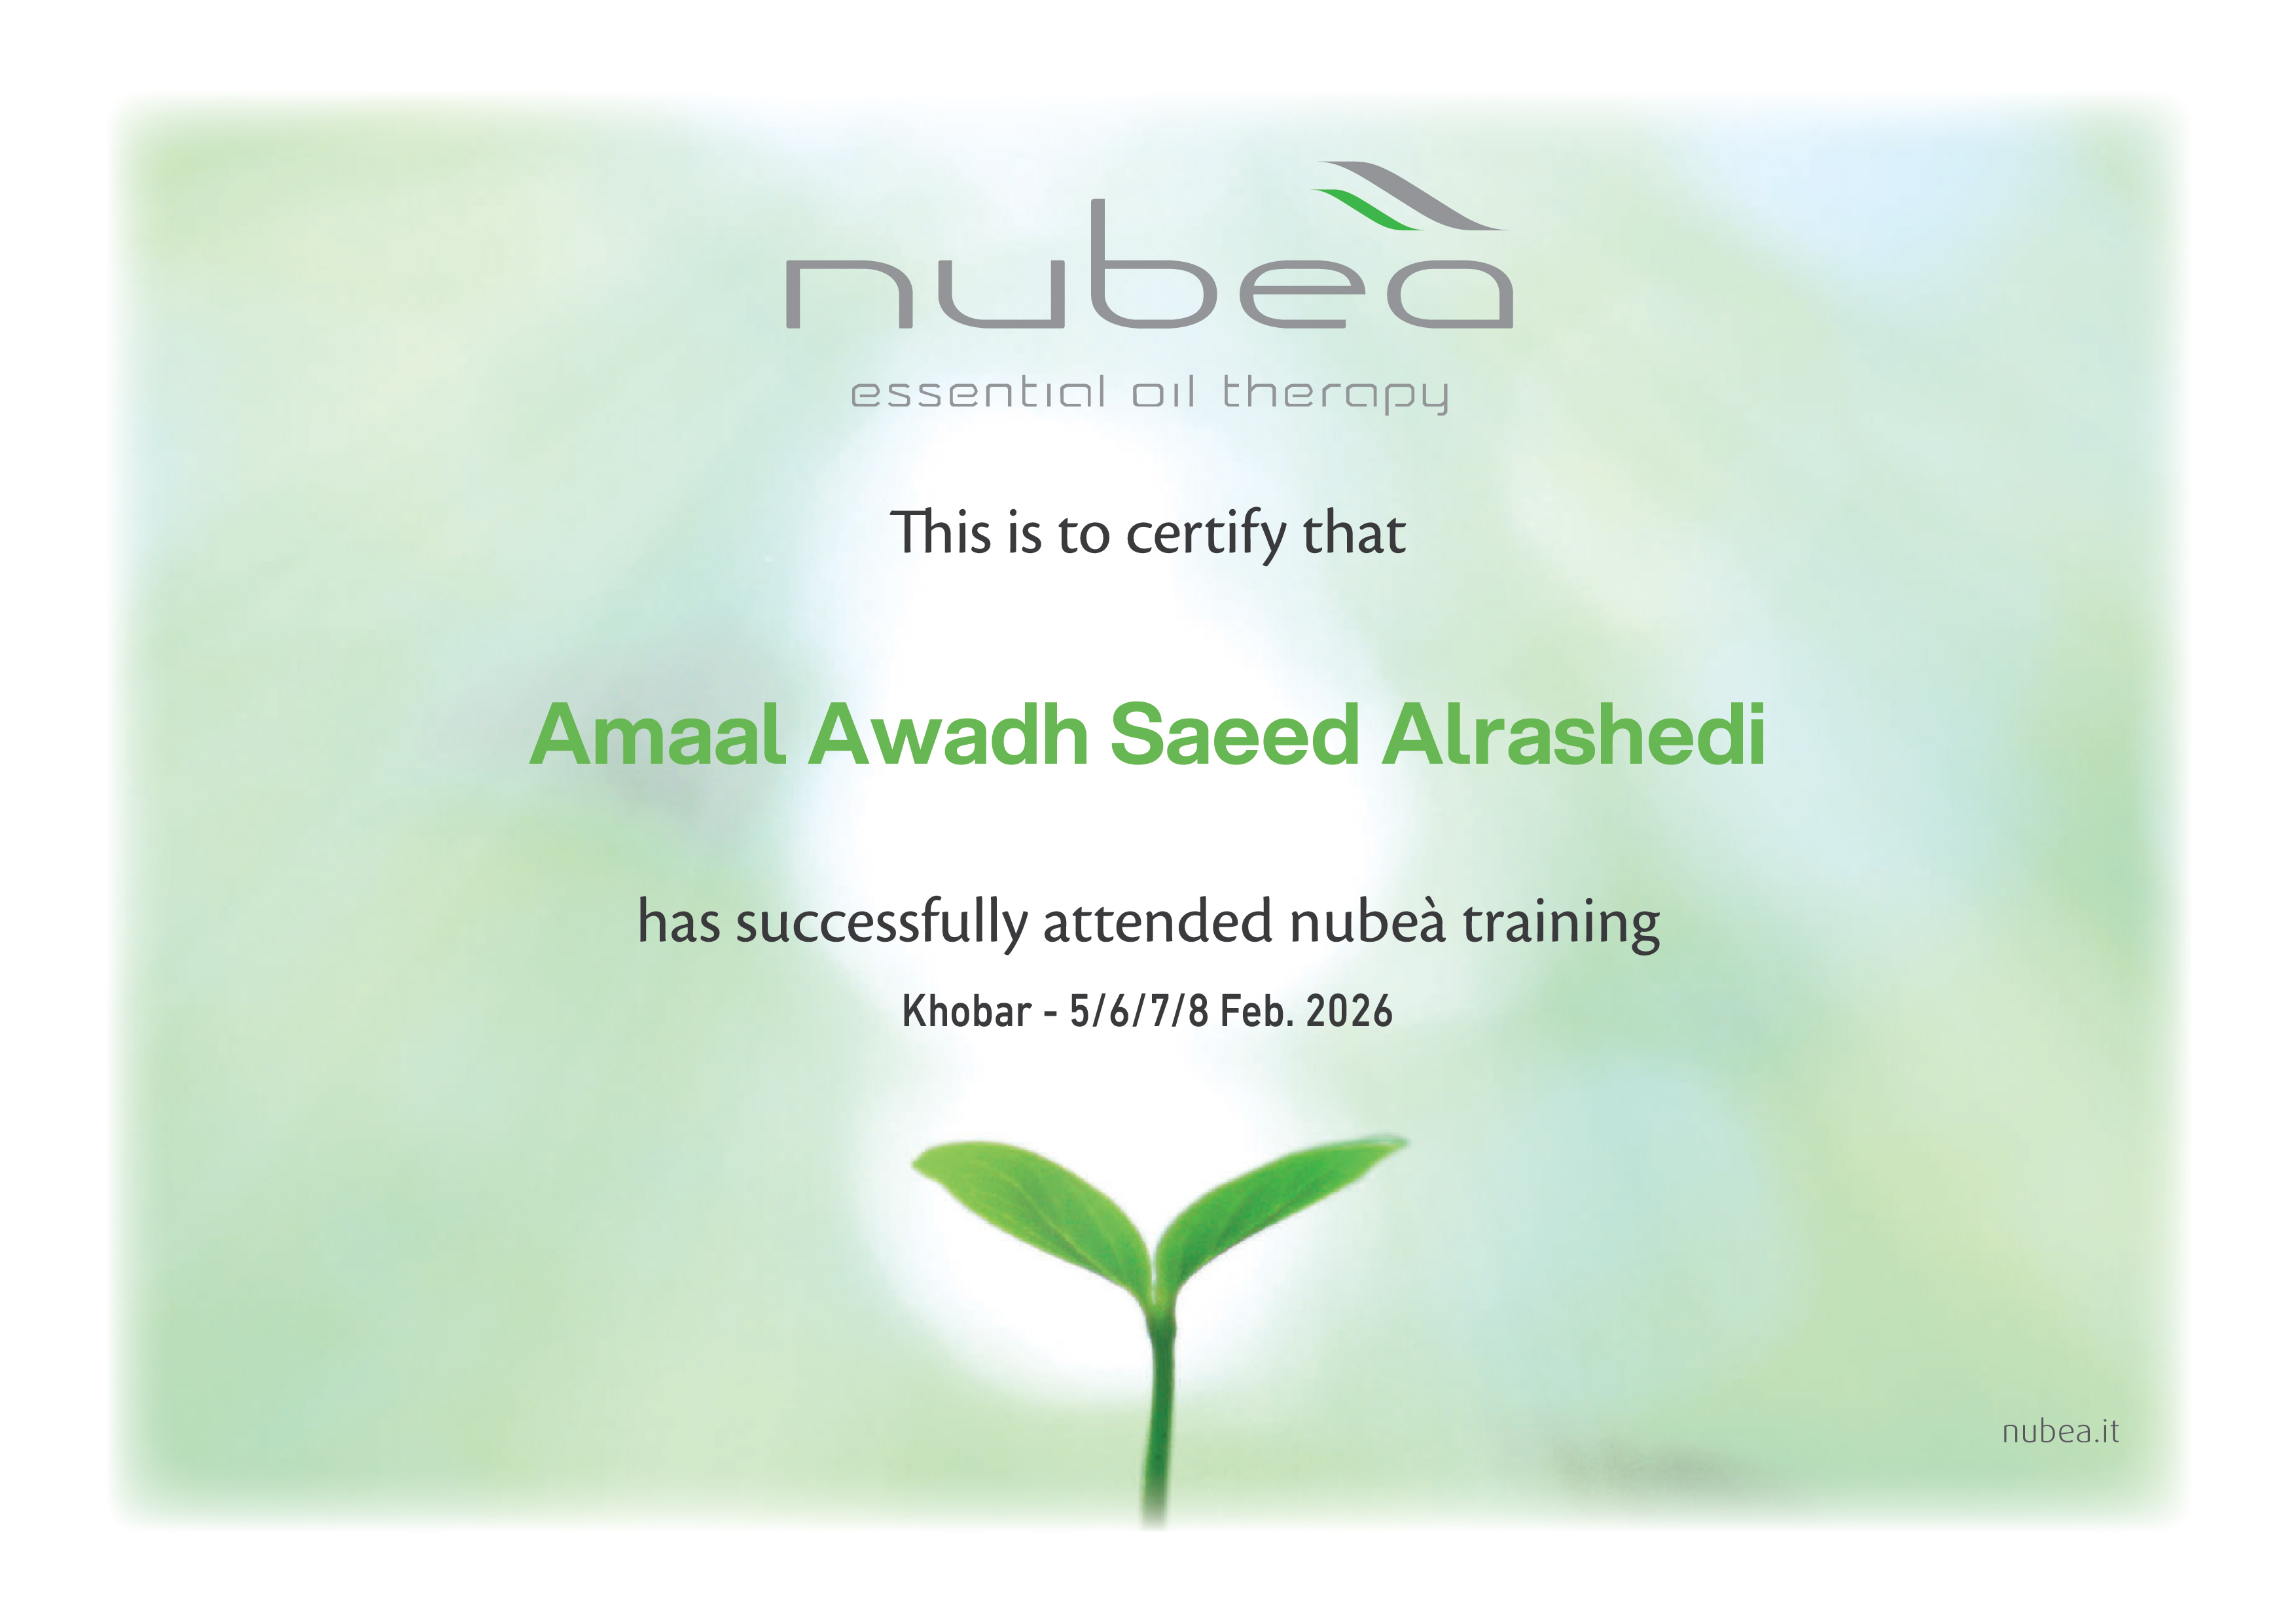 nubeà
essential oil therapy
This is to certify that
Amaal Awadh Saeed Alrashedi
has successfully attended nubeà training
Khobar - 5/6/7/8 Feb. 2026
nubea.it